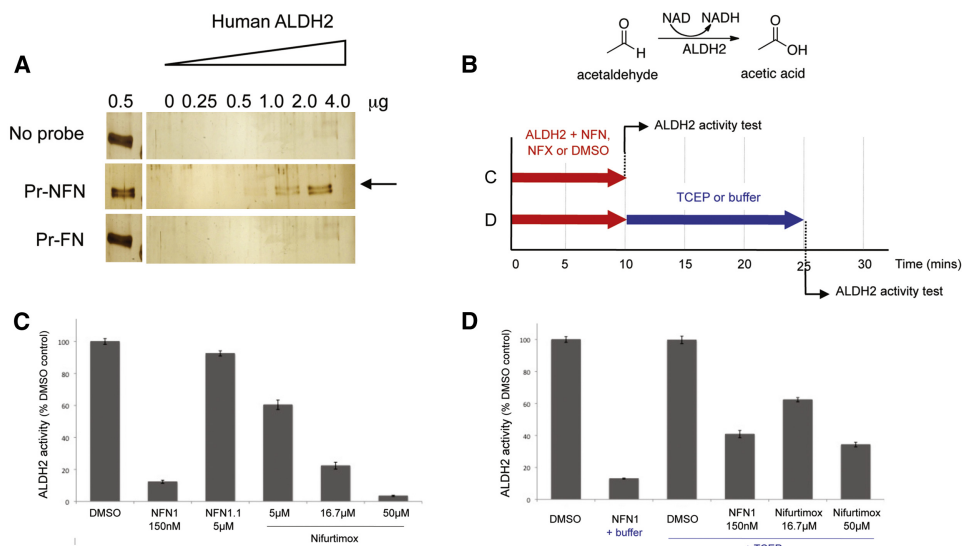 Human ALDH2
A
0.5 0 0.25 0.5 1.0 2.0 4.0 µg
No probe
Pr-NFN
Pr-FN
B
NAD NADH
O H
ALDH2
O OH
acetaldehyde acetic acid
ALDH2 + NFN,
NFX or DMSO
ALDH2 activity test
C
TCEP or buffer
D
0 5 10 15 20 25 30 Time (mins)
ALDH2 activity test
C
ALDH2 activity (% DMSO control)
100
80
60
40
20
0
DMSO NFN1 NFN1.1 5µM 16.7µM 50µM
150nM 5µM
Nifurtimox
D
ALDH2 activity (% DMSO control)
100
80
60
40
20
0
DMSO NFN1 DMSO NFN1 Nifurtimox Nifurtimox
+ buffer 150nM 16.7µM 50µM